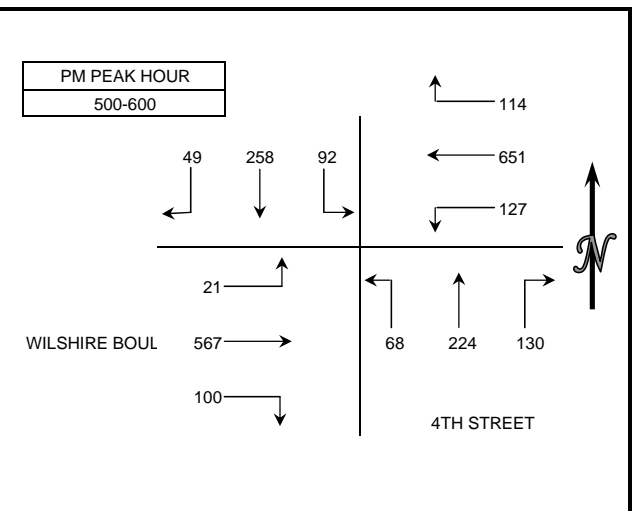 PM PEAK HOUR
500-600
114
49 258 92
651
127
21
N
WILSHIRE BOUL 567
68 224 130
100
4TH STREET